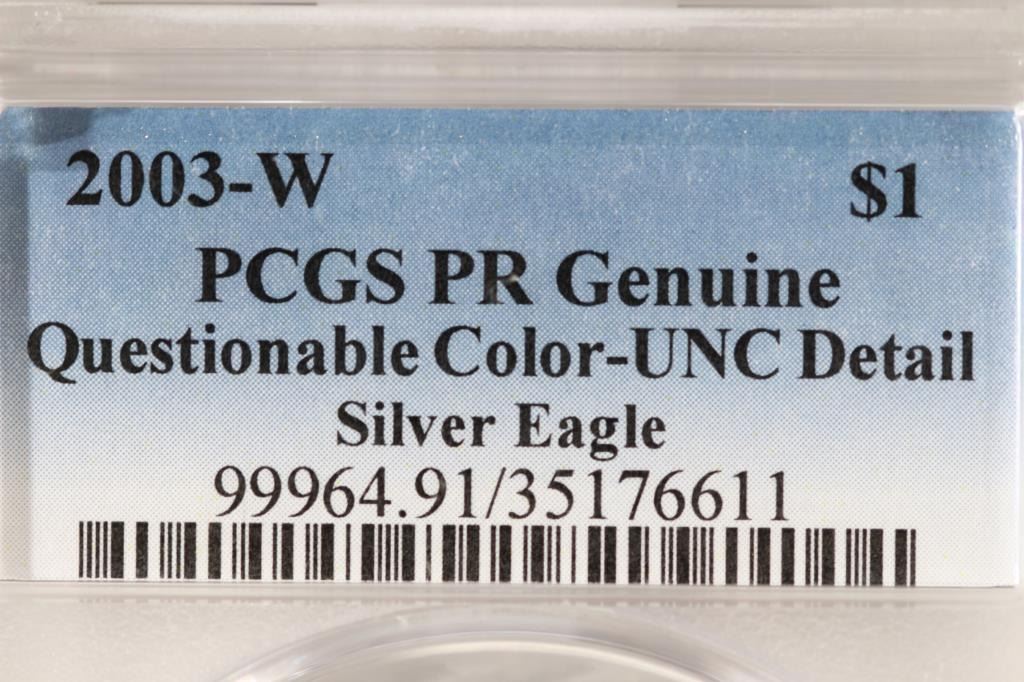 2003-W $1
PCGS PR Genuine
Questionable Color-UNC Detail
Silver Eagle
99964.91/35176611